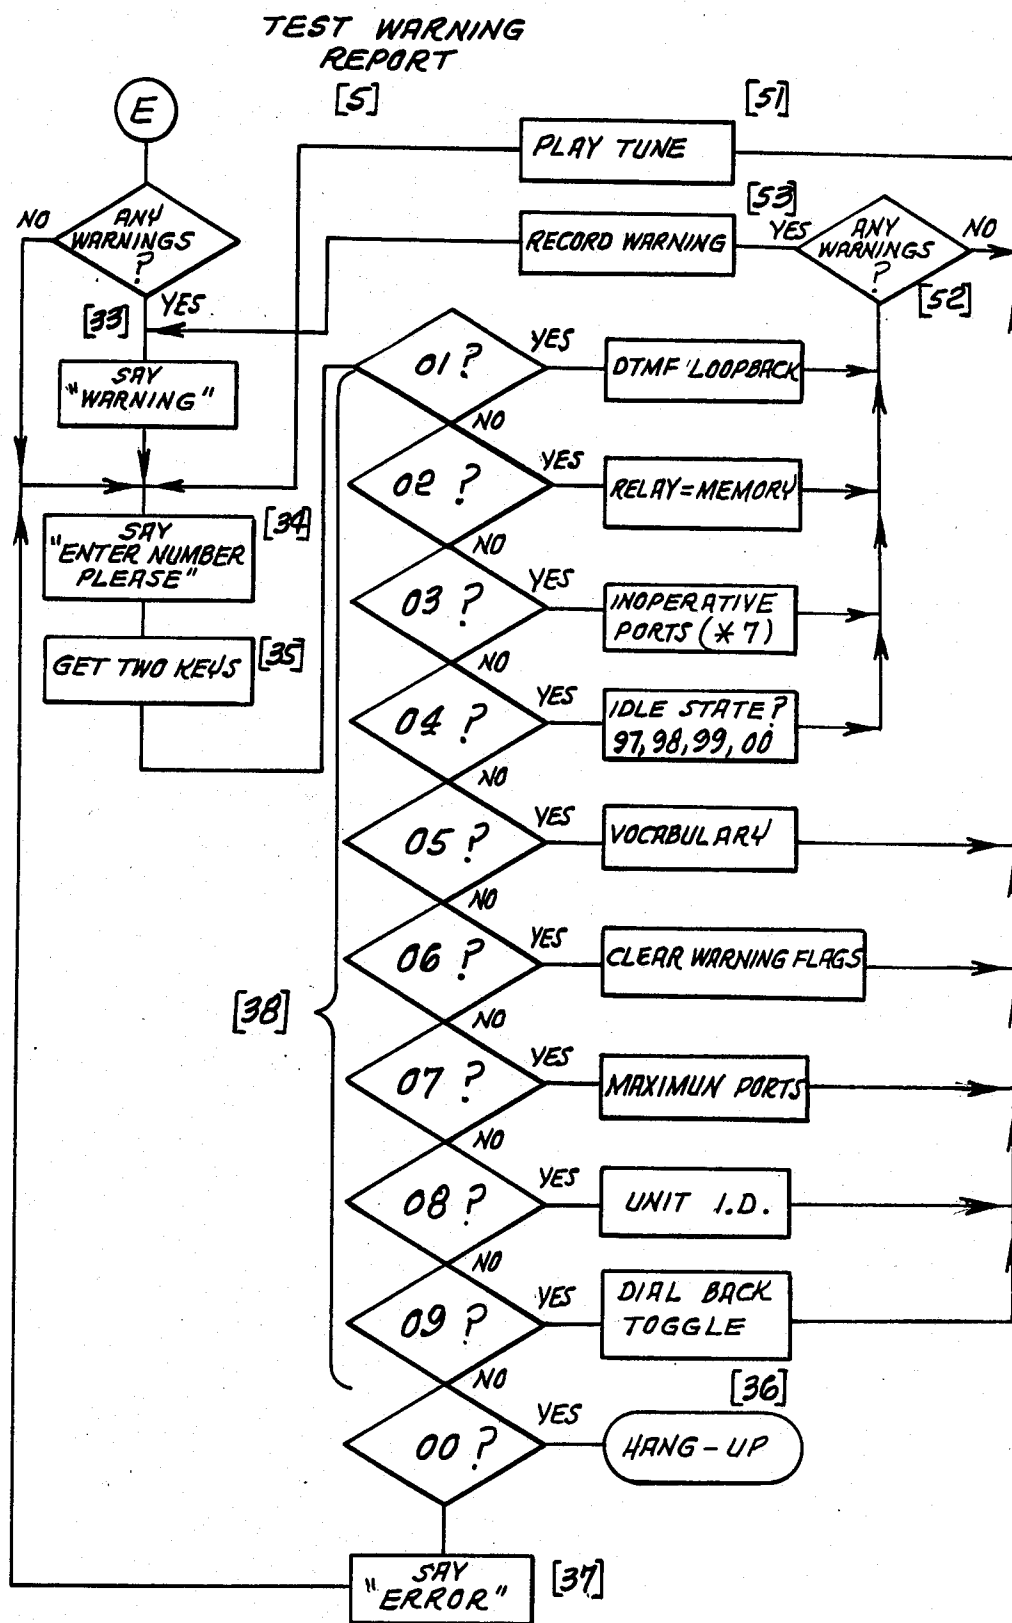 TEST WARNING
REPORT
[5]
E
[51]
PLAY TUNE
[53]
NO
ANY
WARNINGS
?
RECORD WARNING
YES
ANY
WARNINGS
?
NO
[52]
[33]
YES
SAY
"WARNING"
01 ?
YES
DTMF LOOPBACK
NO
02 ?
YES
RELAY=MEMORY
[34]
SAY
"ENTER NUMBER
PLEASE"
NO
03 ?
YES
INOPERATIVE
PORTS (*7)
[35]
GET TWO KEYS
NO
04 ?
YES
IDLE STATE?
97,98,99,00
NO
05 ?
YES
VOCABULARY
NO
06 ?
YES
CLEAR WARNING FLAGS
[38]
NO
07 ?
YES
MAXIMUN PORTS
NO
08 ?
YES
UNIT I.D.
NO
09 ?
YES
DIAL BACK
TOGGLE
NO
[36]
00 ?
YES
HANG-UP
SAY
"ERROR"
[37]